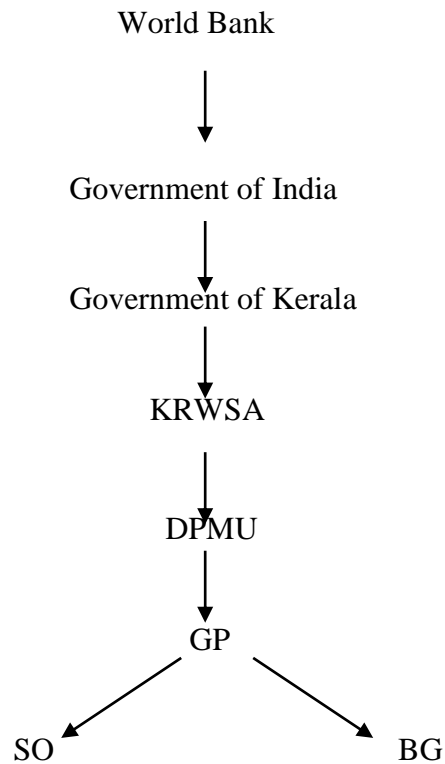 World Bank
Government of India
Government of Kerala
KRWSA
DPMU
GP
SO BG